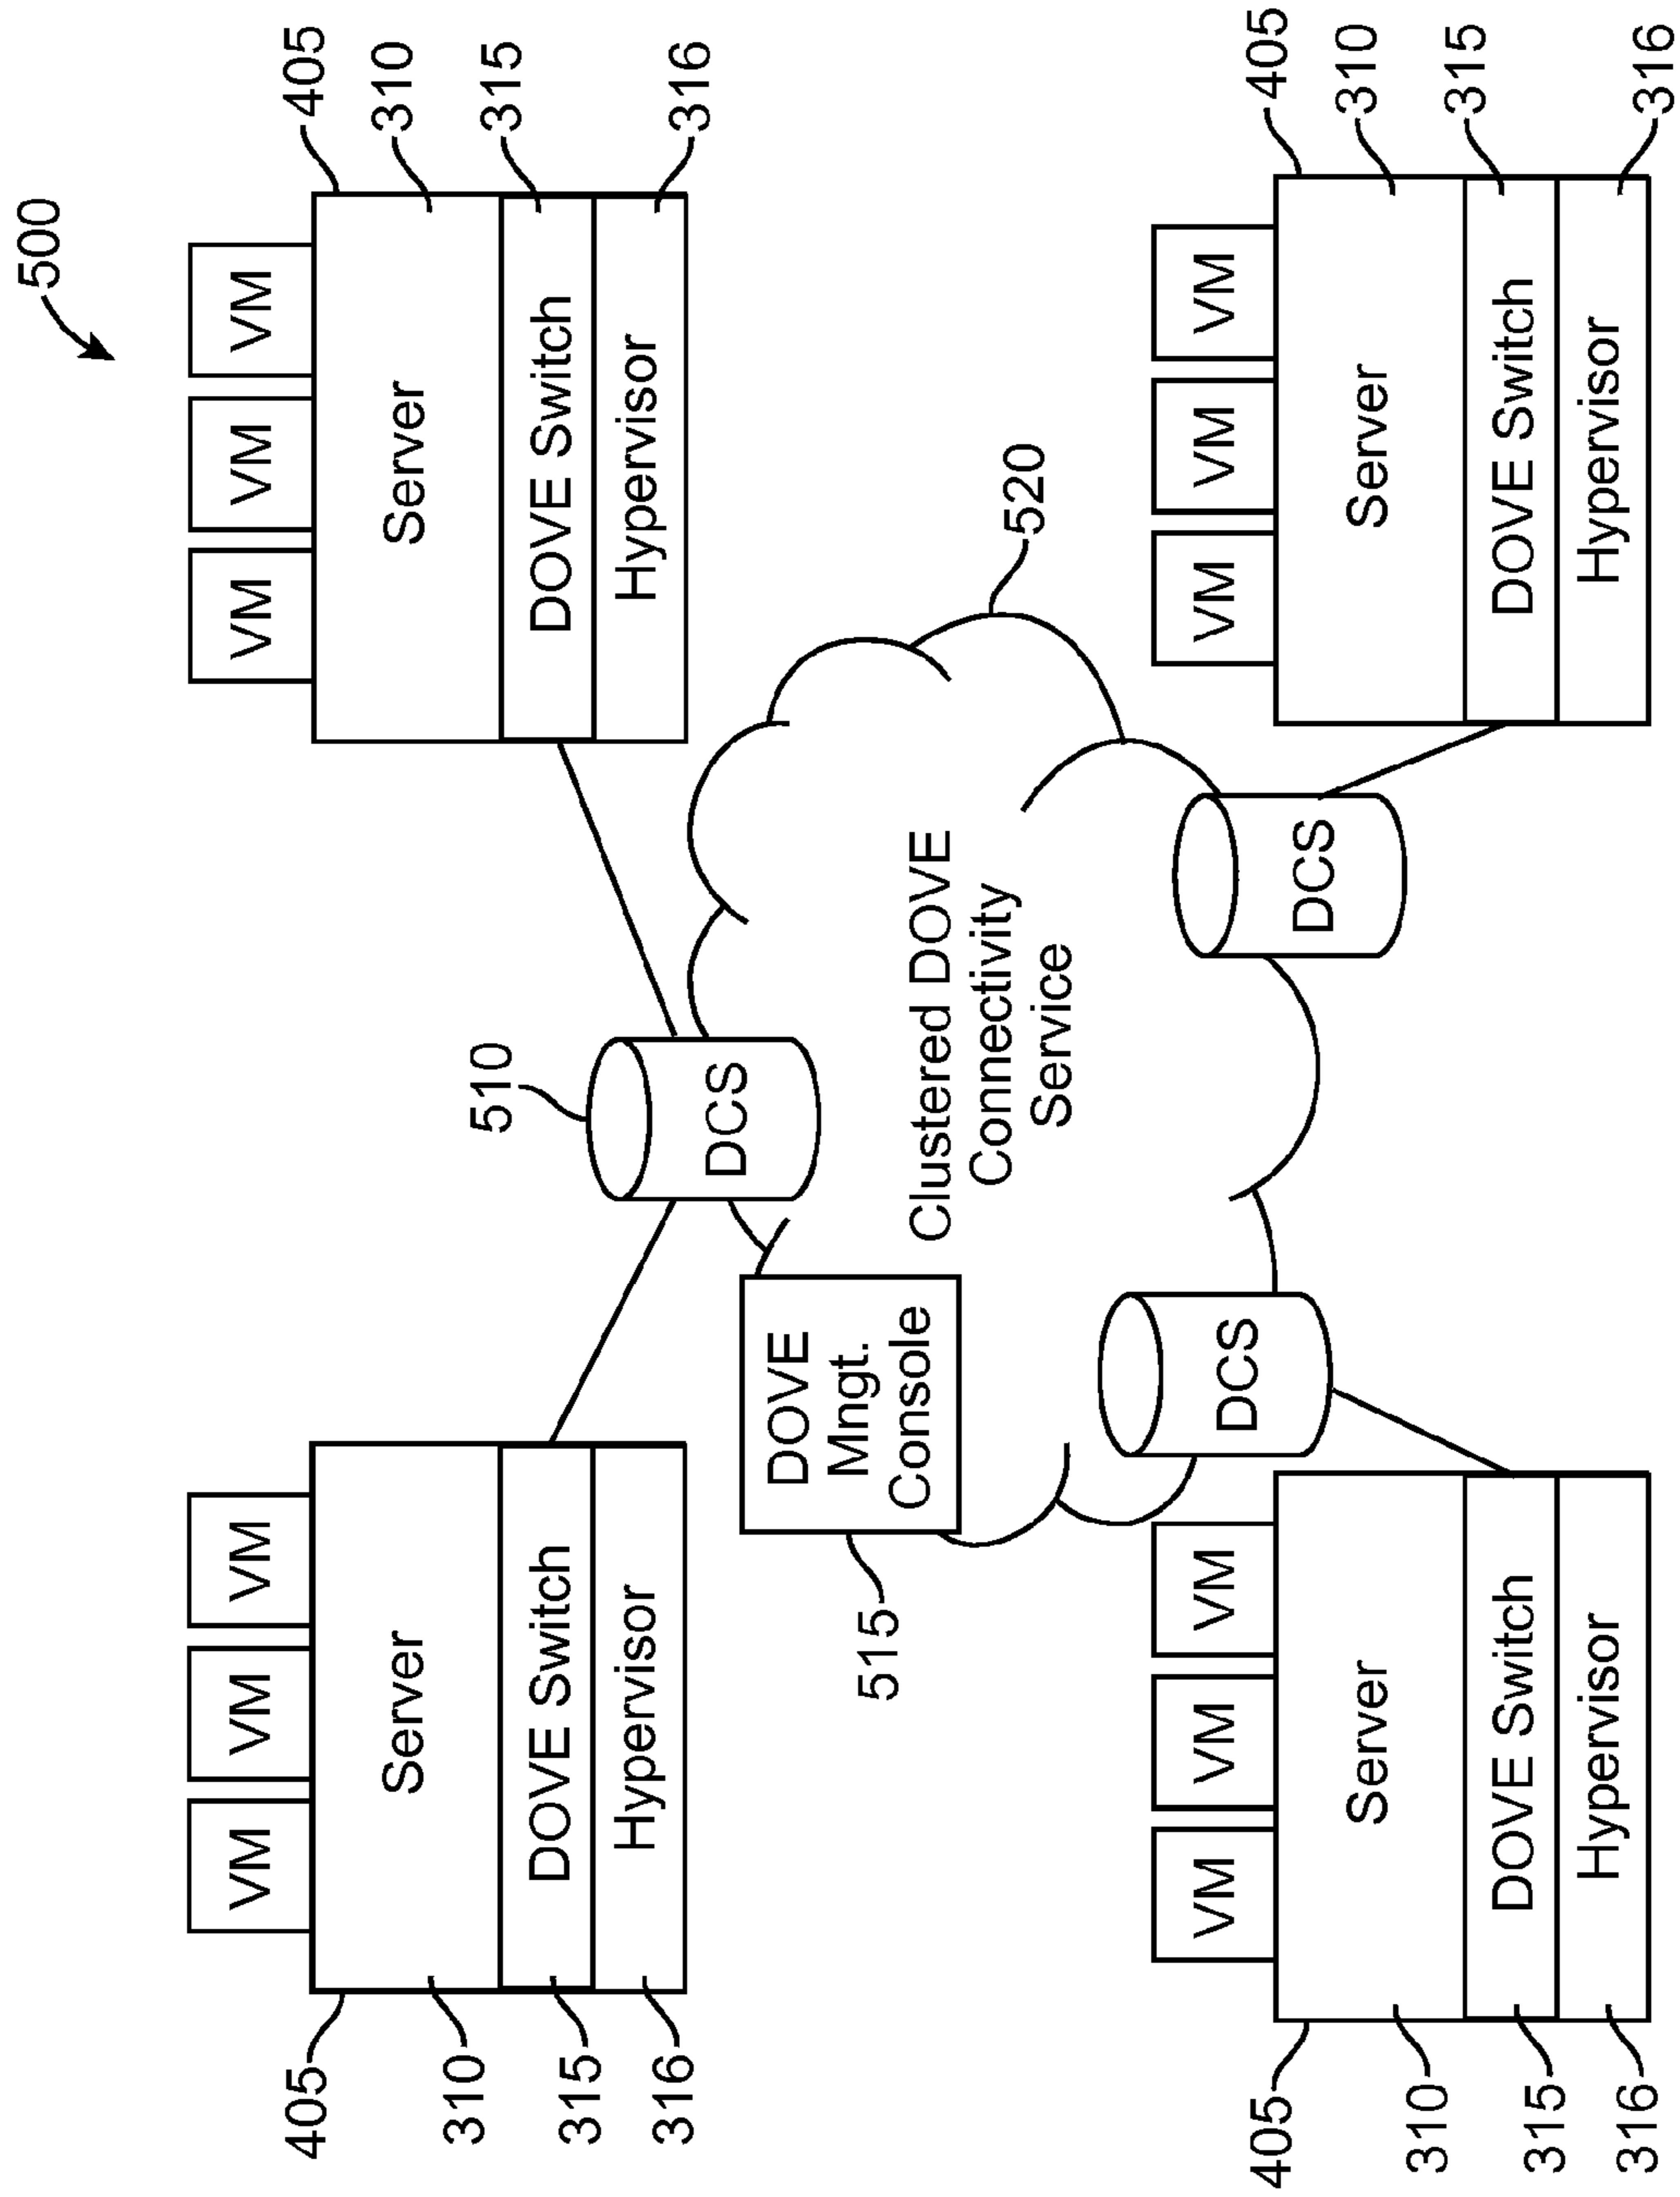 500
VM
VM
VM
405
Server
310
DOVE Switch
315
Hypervisor
316
VM
VM
VM
405
Server
310
DOVE Switch
315
Hypervisor
316
510
DCS
DOVE
Mngt.
Console
515
Clustered DOVE
Connectivity
Service
520
DCS
DCS
VM
VM
VM
405
Server
310
DOVE Switch
315
Hypervisor
316
VM
VM
VM
405
Server
310
DOVE Switch
315
Hypervisor
316